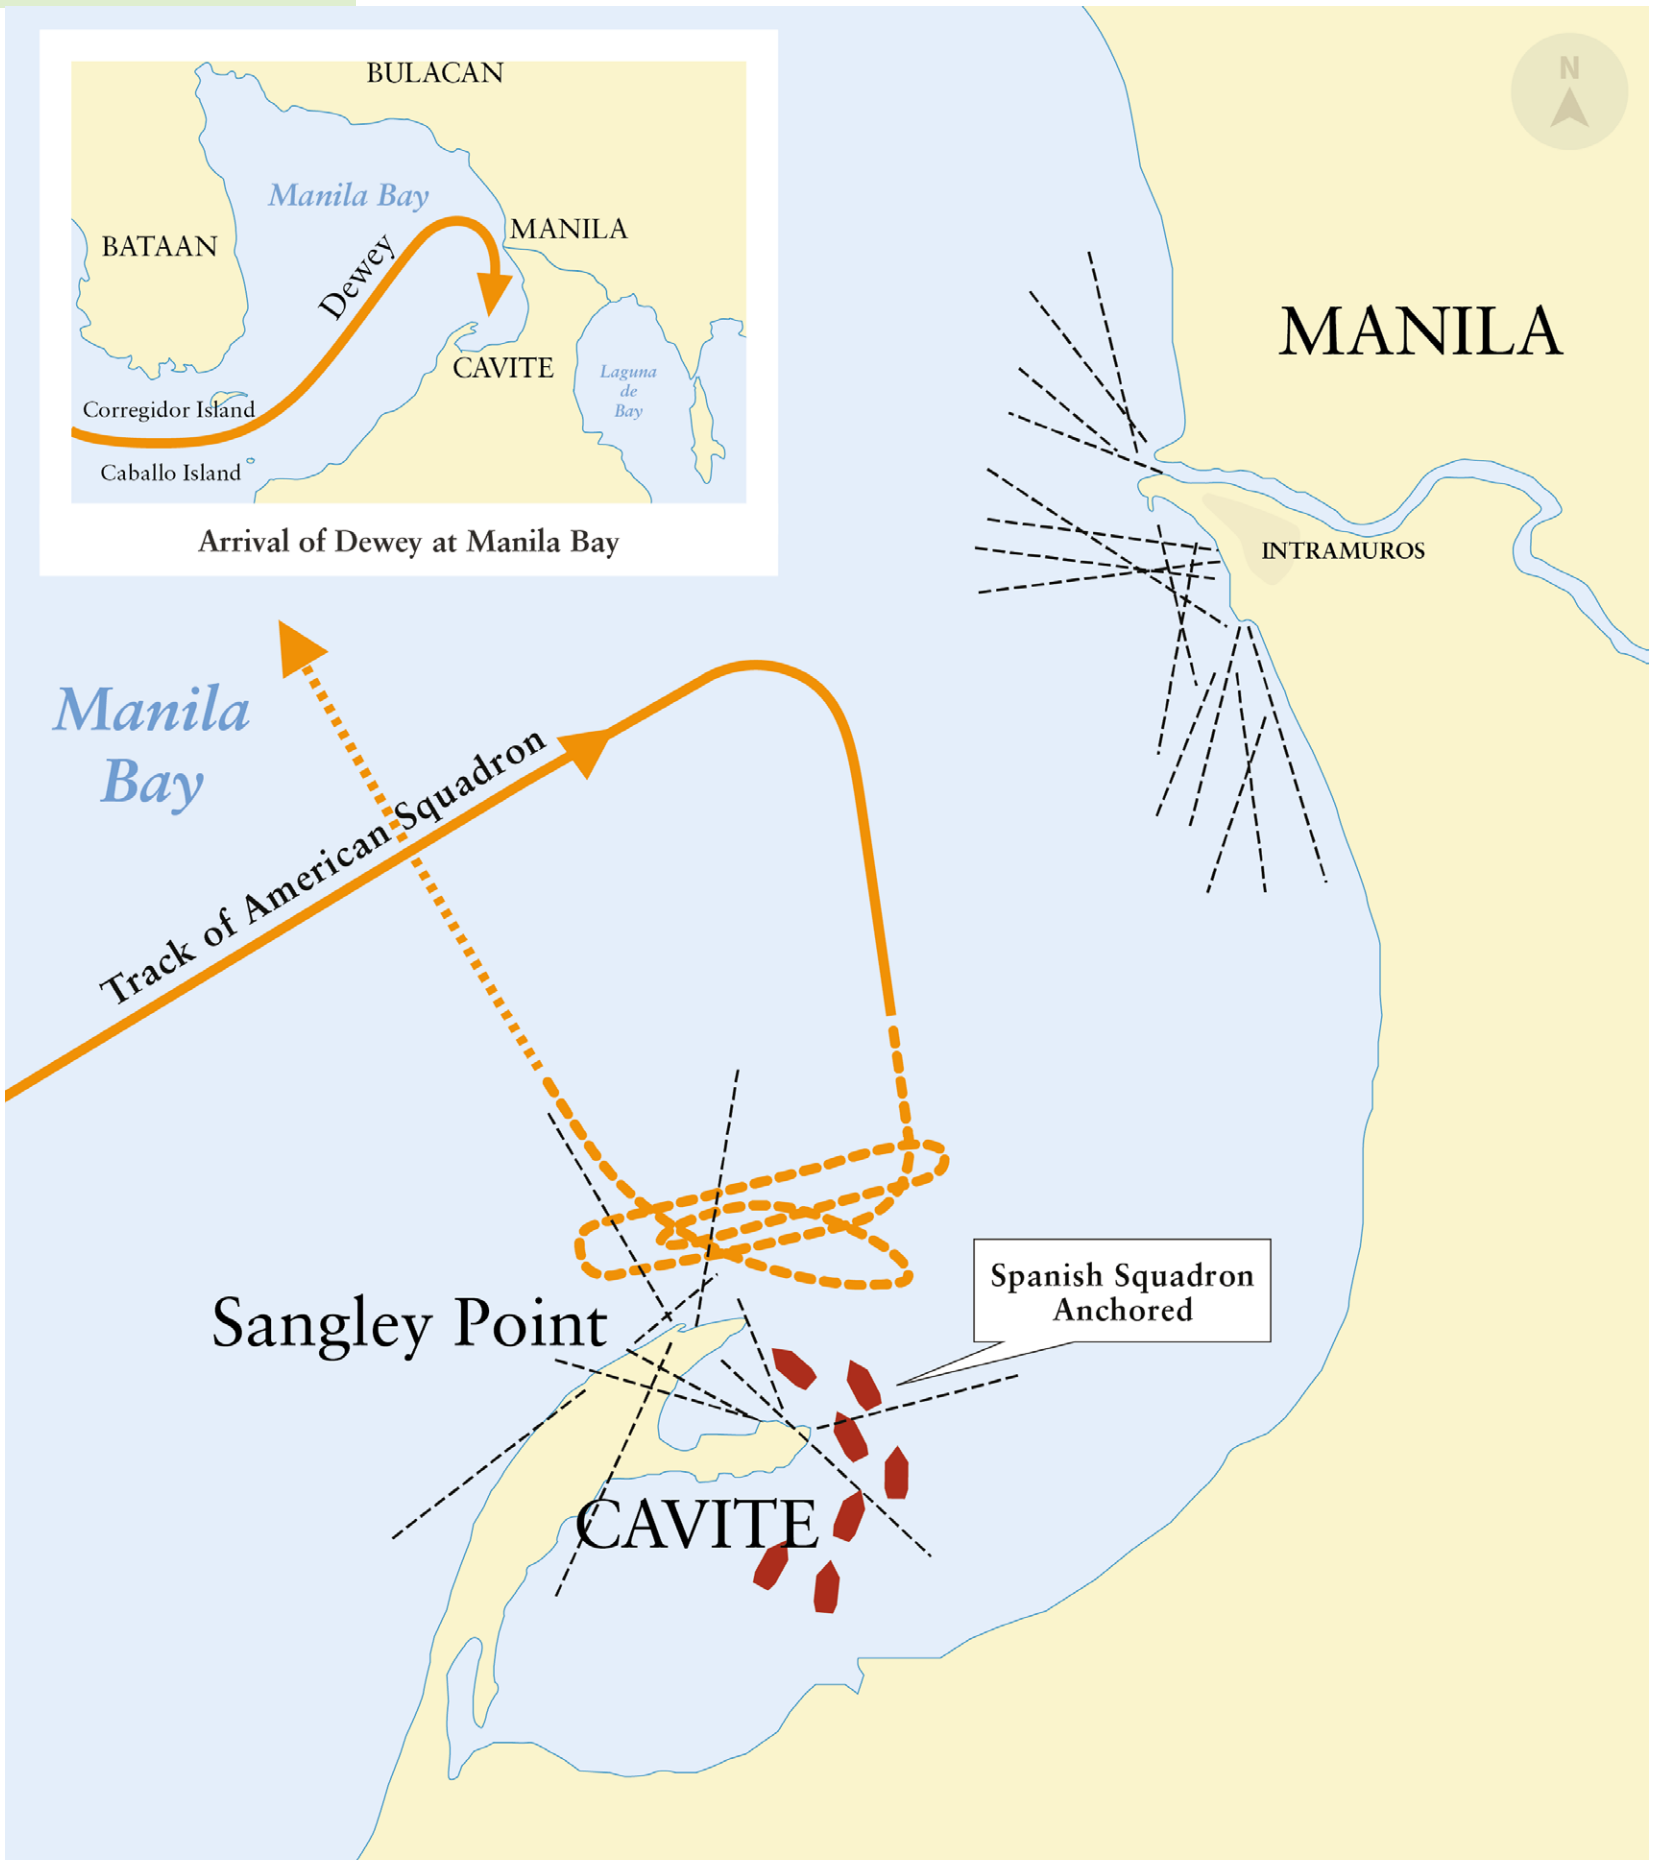 BULACAN
Manila Bay
MANILA
BATAAN
Dewey
CAVITE
Laguna
de
Bay
Corregidor Island
Caballo Island
Arrival of Dewey at Manila Bay
N
MANILA
INTRAMUROS
Manila
Bay
Track of American Squadron
Spanish Squadron
Anchored
Sangley Point
CAVITE